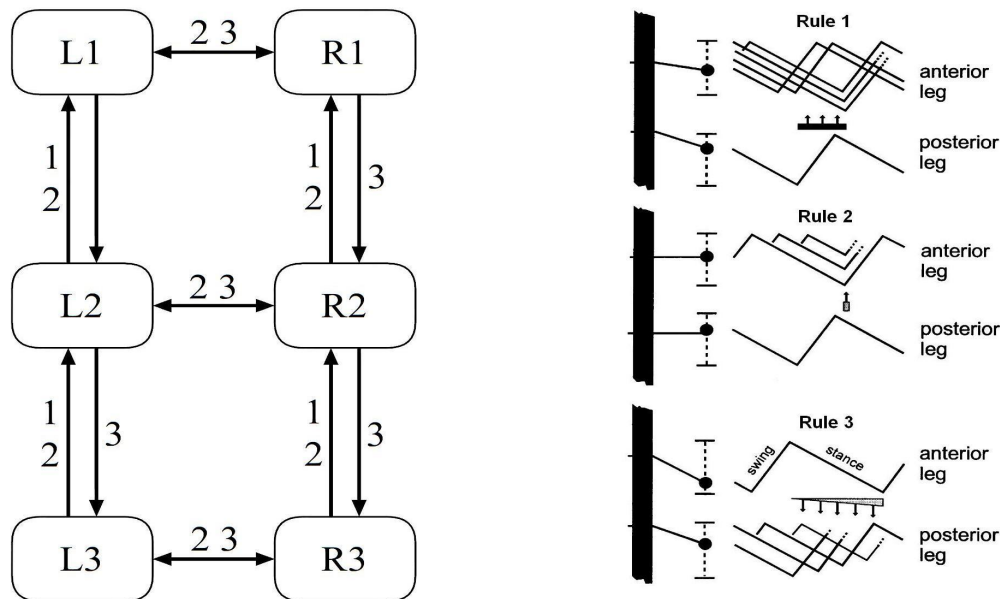 L1
2 3
R1
1
2
1
2
3
L2
2 3
R2
1
2
3
1
2
3
L3
2 3
R3
Rule 1
anterior
leg
posterior
leg
Rule 2
anterior
leg
posterior
leg
Rule 3
swing
stance
anterior
leg
posterior
leg